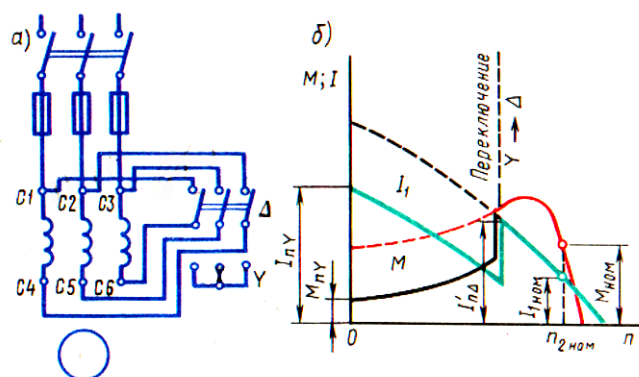 а)
C1 C2 C3
Δ
Y
C4 C5 C6
б)
M; I
Переключение
Y → Δ
I₁
M
IпY
MпY
I'пΔ
I₁ном
Mном
0
n₂ном
n